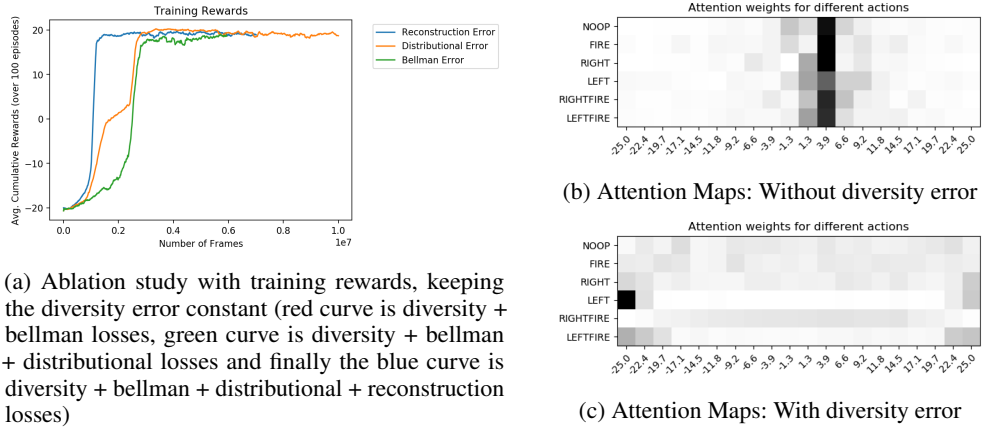 Training Rewards
20
10
0
−10
−20
Avg. Cumulative Rewards (over 100 episodes)
0.0
0.2
0.4
0.6
0.8
1.0
1e7
Number of Frames
Reconstruction Error
Distributional Error
Bellman Error
(a) Ablation study with training rewards, keeping
the diversity error constant (red curve is diversity +
bellman losses, green curve is diversity + bellman
+ distributional losses and finally the blue curve is
diversity + bellman + distributional + reconstruction
losses)
Attention weights for different actions
NOOP
FIRE
RIGHT
LEFT
RIGHTFIRE
LEFTFIRE
-25.0
-22.4
-19.7
-17.1
-14.5
-11.8
-9.2
-6.6
-3.9
-1.3
1.3
3.9
6.6
9.2
11.8
14.5
17.1
19.7
22.4
25.0
(b) Attention Maps: Without diversity error
Attention weights for different actions
NOOP
FIRE
RIGHT
LEFT
RIGHTFIRE
LEFTFIRE
-25.0
-22.4
-19.7
-17.1
-14.5
-11.8
-9.2
-6.6
-3.9
-1.3
1.3
3.9
6.6
9.2
11.8
14.5
17.1
19.7
22.4
25.0
(c) Attention Maps: With diversity error